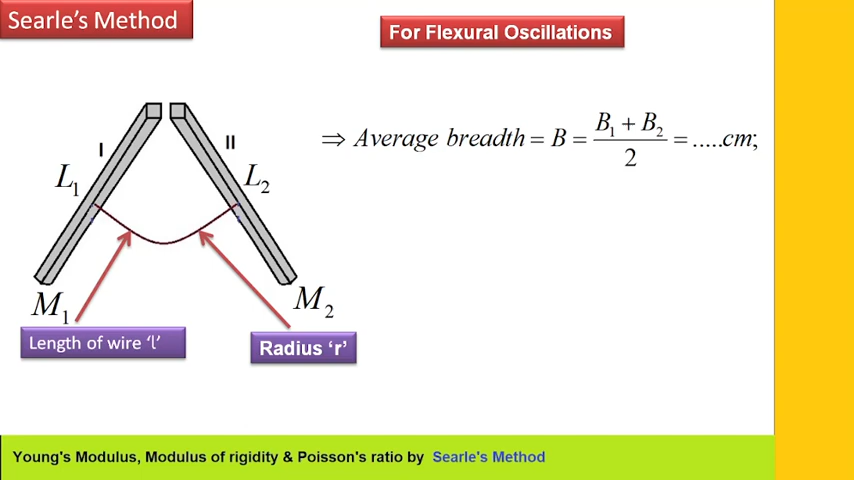 Searle's Method
For Flexural Oscillations
⇒ Average breadth = B = (B₁ + B₂)/2 = .....cm;
I
II
L₁
L₂
M₁
M₂
Length of wire ‘l’
Radius ‘r’
Young's Modulus, Modulus of rigidity & Poisson's ratio by Searle's Method